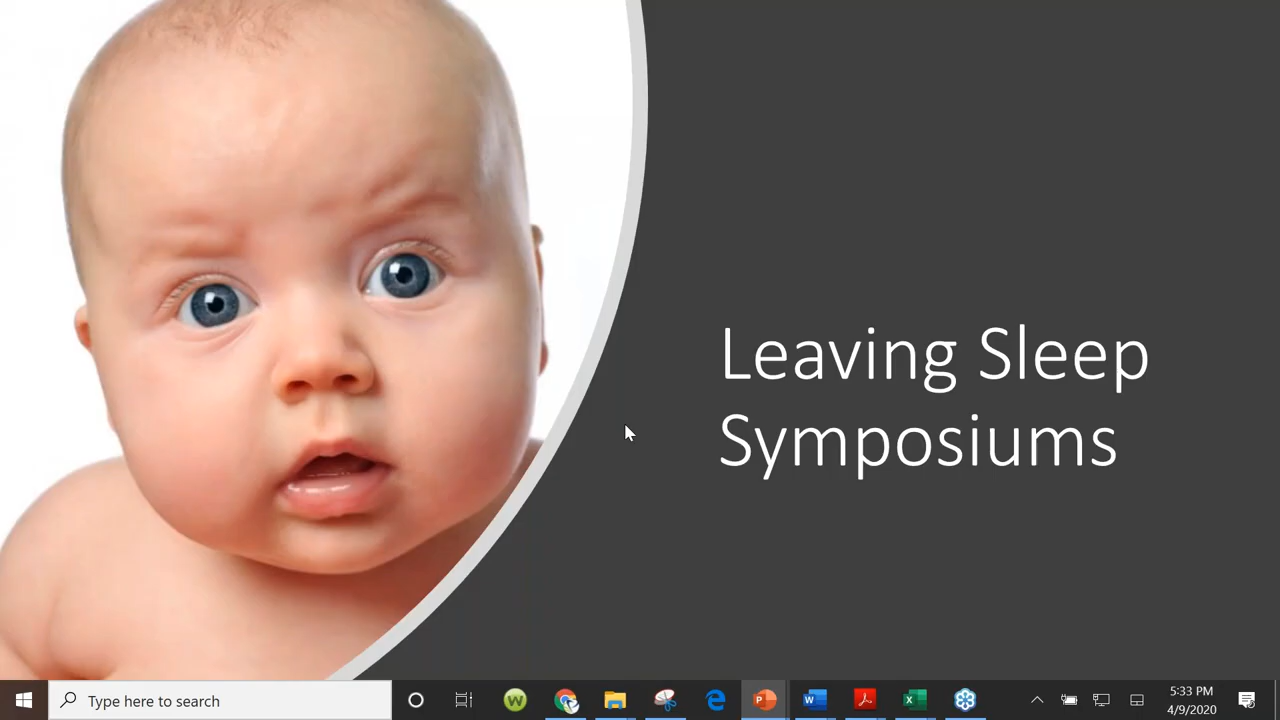 Leaving Sleep
Symposiums
Type here to search
5:33 PM
4/9/2020